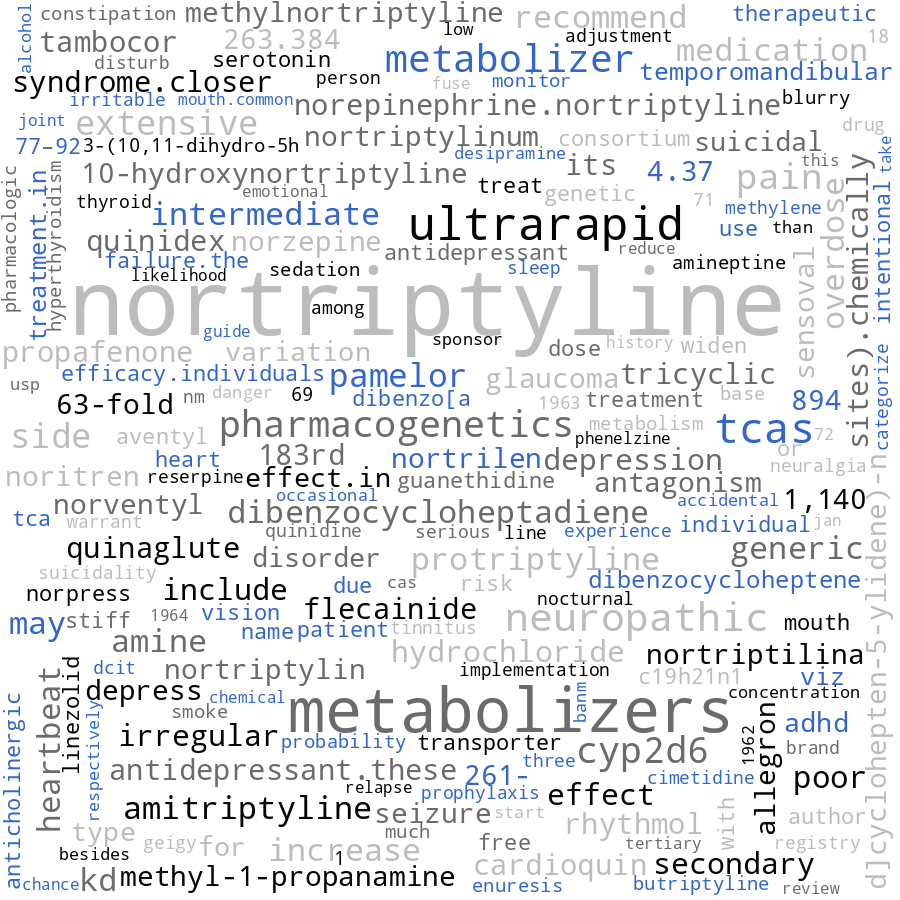 constipation methylnortriptyline recommend therapeutic
alcohol
tambocor 263.384 low adjustment 18
disturb serotonin metabolizer medication
syndrome.closer person fuse monitor temporomandibular
irritable mouth.common norepinephrine.nortriptyline blurry
joint extensive nortriptylinum consortium suicidal drug
77–92 3-(10,11-dihydro-5h desipramine its this take
10-hydroxynortriptyline treat 4.37 pain
emotional genetic 71
thyroid intermediate ultrarapid methylene
pharmacologic treatment.in hyperthyroidism
quinidex norzepine use than
failure.the antidepressant reduce
likelihood sedation sleep amineptine
sensoval overdose sites).chemically intentional
nortriptyline
among
guide sponsor
propafenone variation dose history widen
usp efficacy.individuals pamelor glaucoma tricyclic categorize
63-fold nm danger 69 dibenzo[a 1963 treatment base 894
side aventyl pharmacogenetics metabolism tcas
phenelzine 72
heart 183rd nortrilen depression or neuralgia
noritren reserpine effect.in guanethidine antagonism
norventyl occasional accidental 1,140
tca warrant dibenzocycloheptadiene individual jan
quinidine serious line experience
quinaglute disorder protriptyline generic
suicidality
norpress include due cas risk dibenzocycloheptene
may stiff 1964 vision flecainide nocturnal
name patient tinnitus neuropathic mouth
amine hydrochloride nortriptilina
d]cyclohepten-5-ylidene)-n
dcit nortriptylin implementation c19h21n1 viz
heartbeat linezolid depress chemical metabolizers banm concentration
anticholinergic respectively smoke adhd
irregular probability transporter cyp2d6 1962 allegron brand
three
antidepressant.these 261- cimetidine poor
relapse prophylaxis effect
amitriptyline seizure start rhythmol with author
type much
geigy for increase free tertiary registry
besides 1 cardioquin secondary
chance kd methyl-1-propanamine enuresis butriptyline review